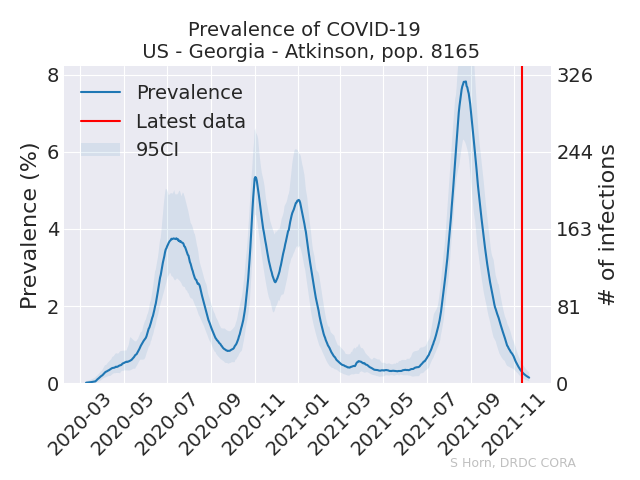 Prevalence of COVID-19
US - Georgia - Atkinson, pop. 8165
Prevalence
Latest data
95CI
Prevalence (%)
8
6
4
2
0
# of infections
326
244
163
81
0
2020-03
2020-05
2020-07
2020-09
2020-11
2021-01
2021-03
2021-05
2021-07
2021-09
2021-11
S Horn, DRDC CORA